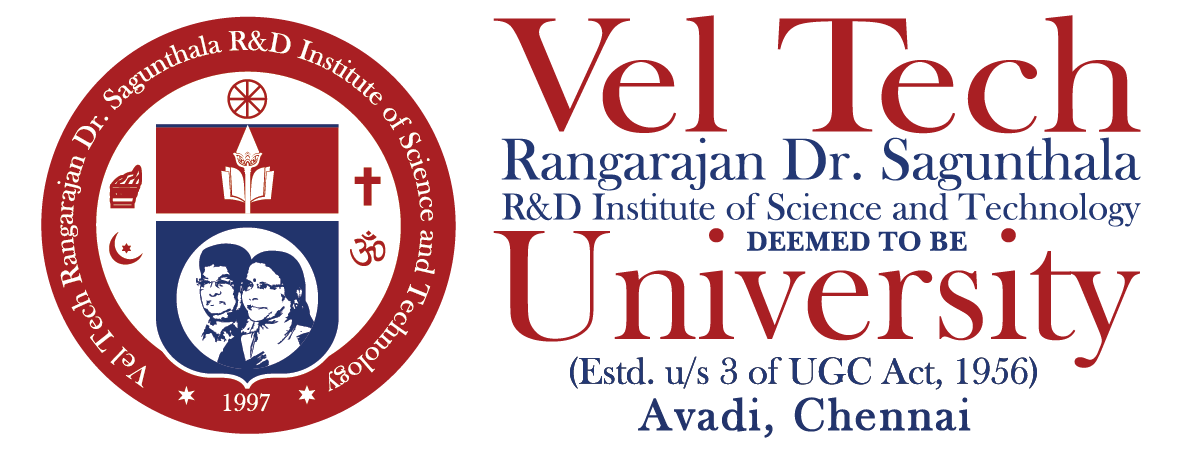 Vel Tech Rangarajan Dr. Sagunthala R&D Institute of Science and Technology
1997
Vel Tech
Rangarajan Dr. Sagunthala
R&D Institute of Science and Technology
DEEMED TO BE
University
(Estd. u/s 3 of UGC Act, 1956)
Avadi, Chennai